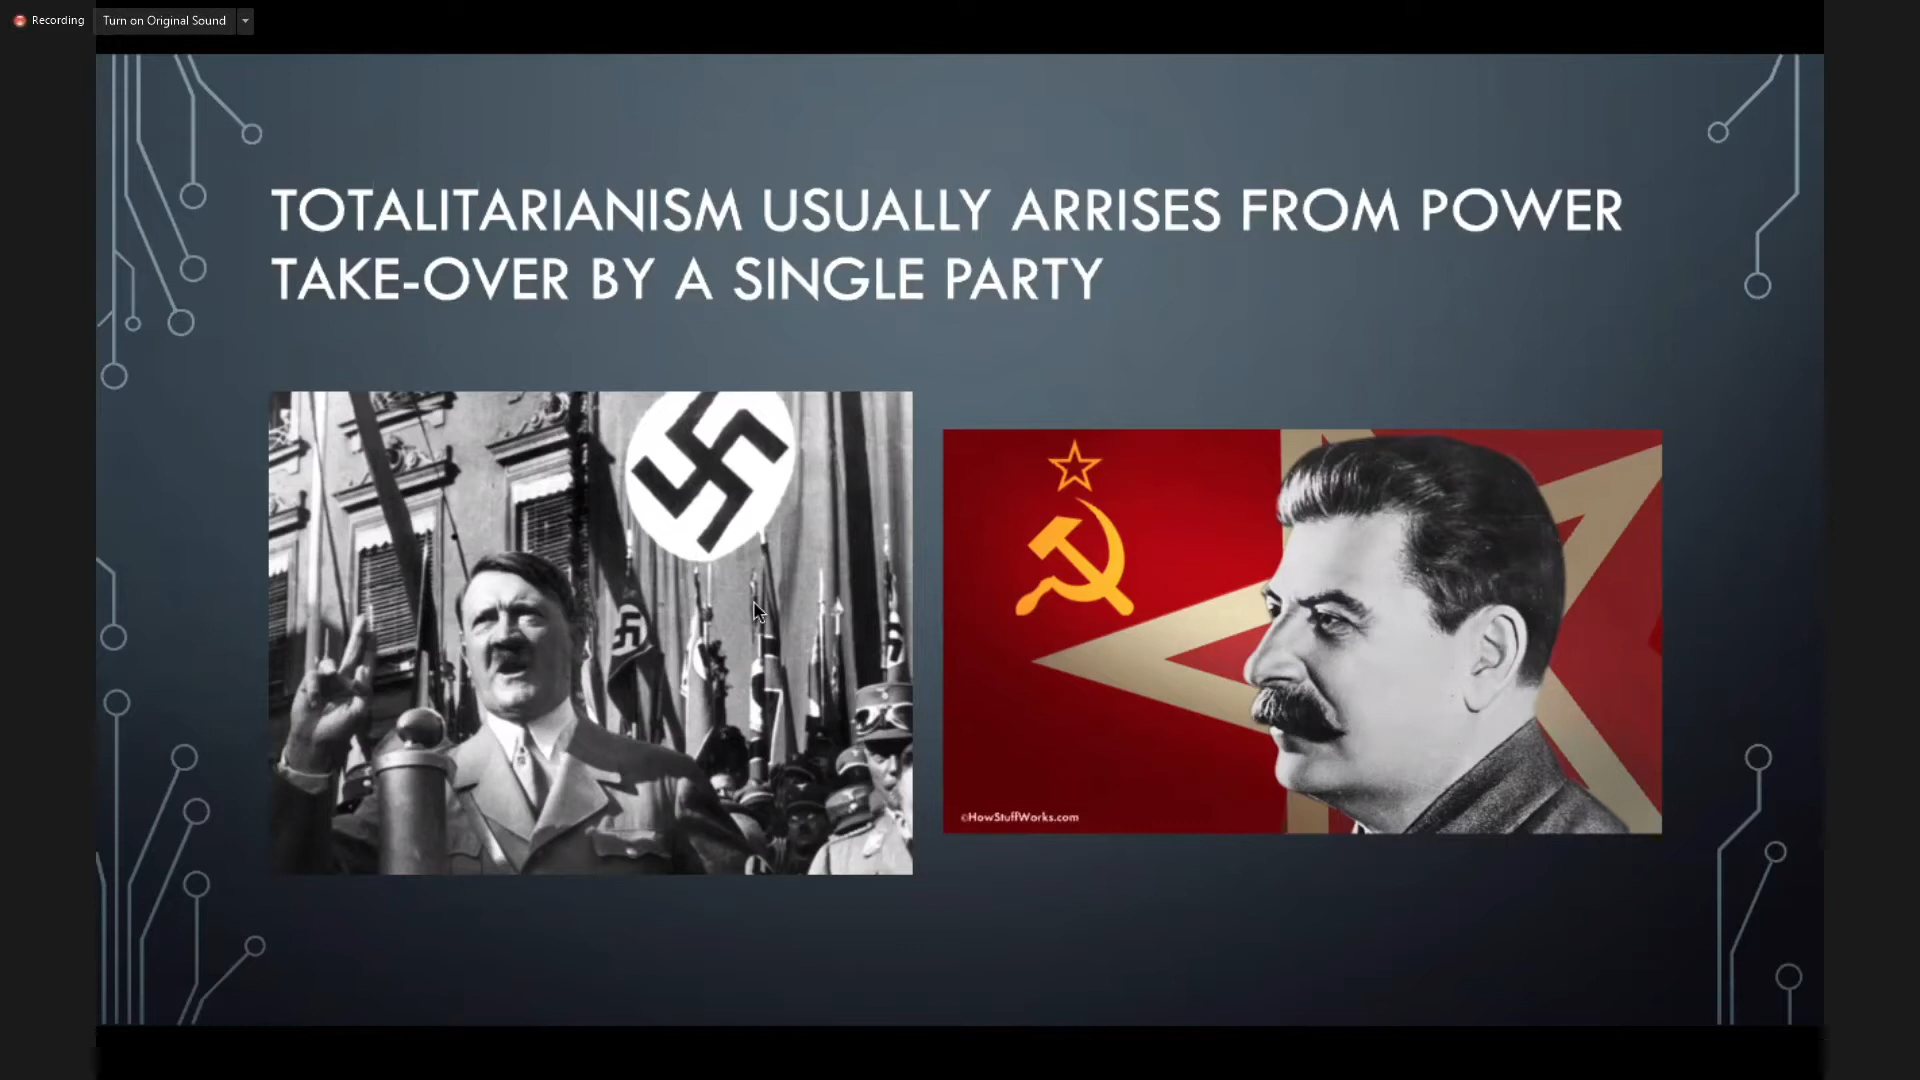 Recording
Turn on Original Sound
TOTALITARIANISM USUALLY ARRISES FROM POWER
TAKE-OVER BY A SINGLE PARTY
©HowStuffWorks.com